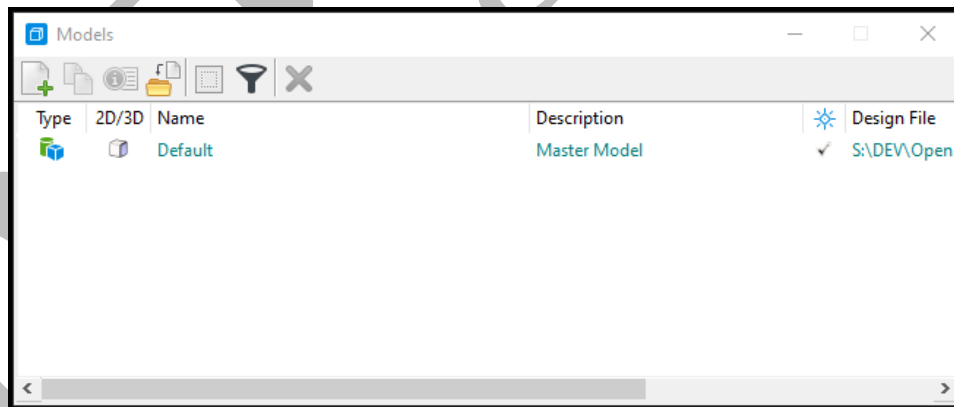 Models
Type 2D/3D Name Description Design File
Default Master Model S:\DEV\Open